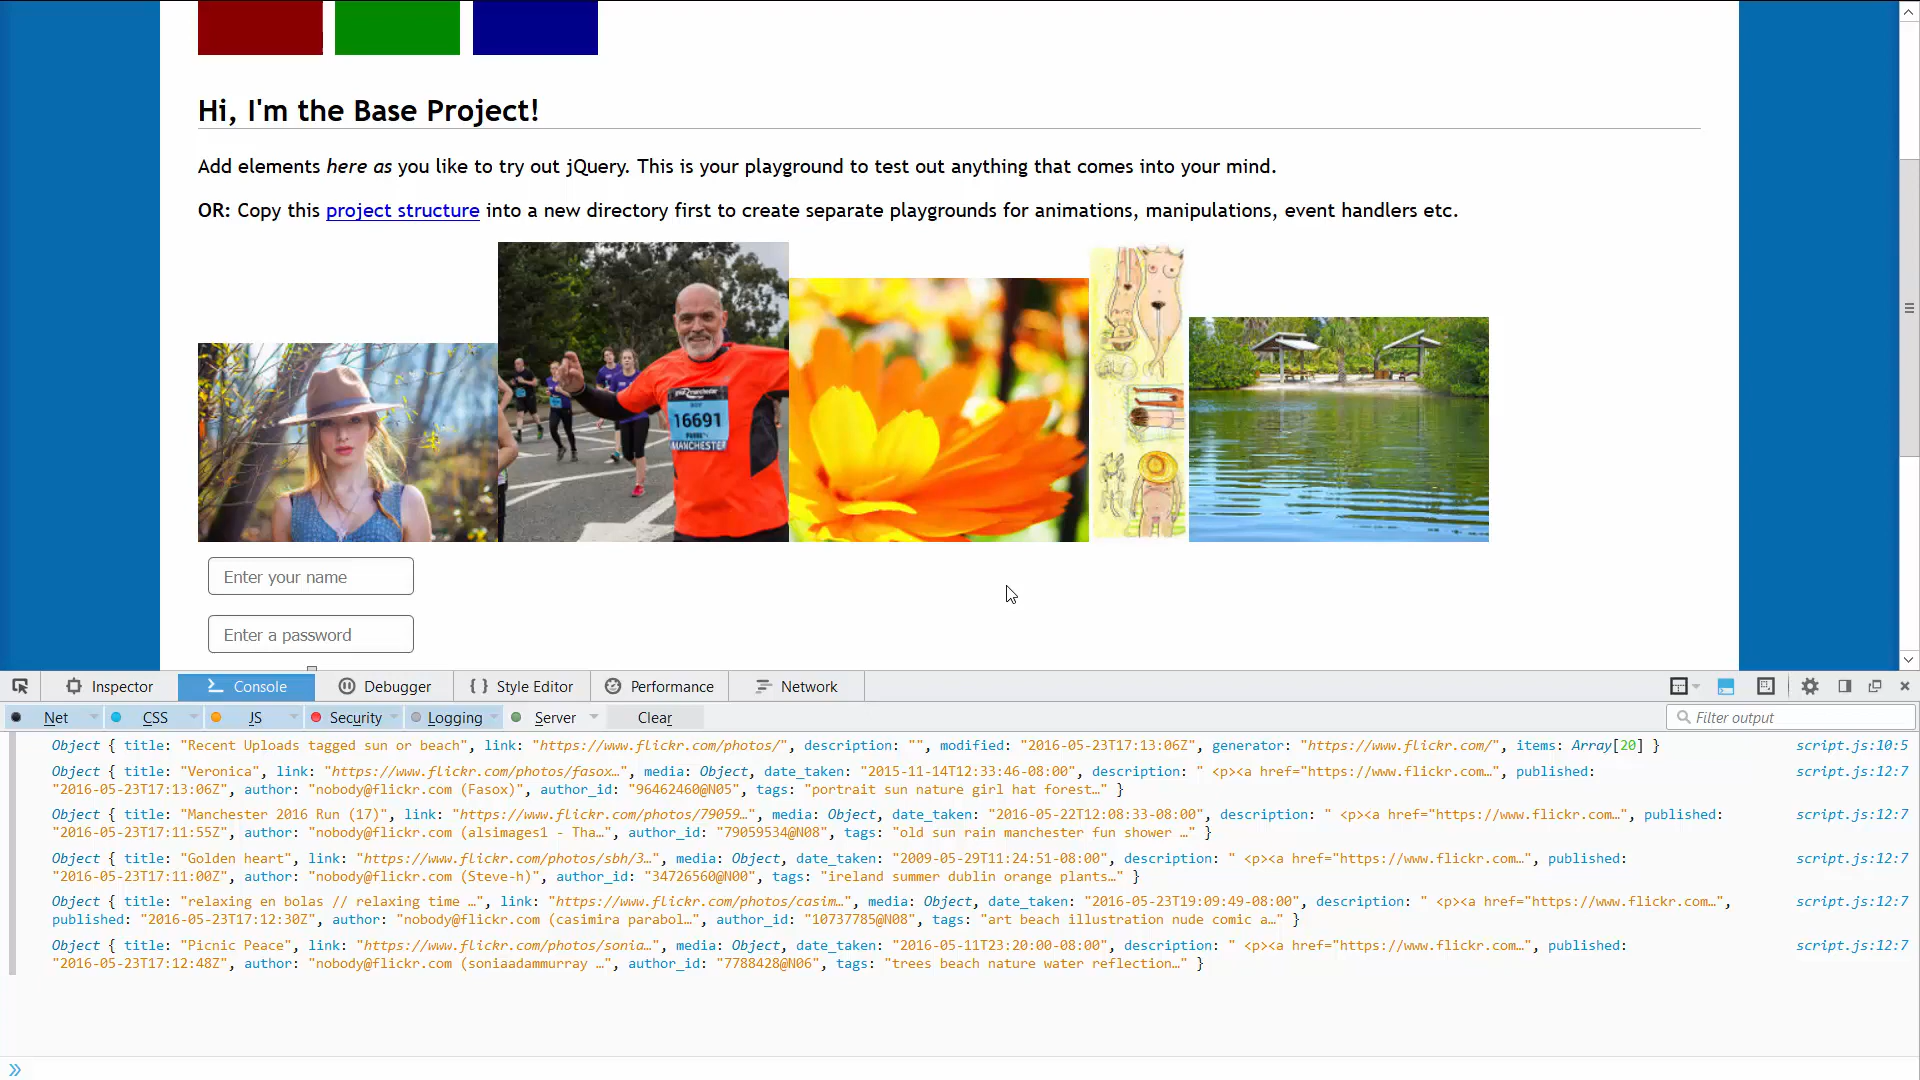 Hi, I'm the Base Project!
Add elements here as you like to try out jQuery. This is your playground to test out anything that comes into your mind.
OR: Copy this project structure into a new directory first to create separate playgrounds for animations, manipulations, event handlers etc.
16691
MANCHESTER
Enter your name
Enter a password
Inspector Console Debugger Style Editor Performance Network
Net CSS JS Security Logging Server Clear Filter output
Object { title: "Recent Uploads tagged sun or beach", link: "https://www.flickr.com/photos/", description: "", modified: "2016-05-23T17:13:06Z", generator: "https://www.flickr.com/", items: Array[20] } script.js:10:5
Object { title: "Veronica", link: "https://www.flickr.com/photos/fasox…", media: Object, date_taken: "2015-11-14T12:33:46-08:00", description: " <p><a href="https://www.flickr.com…", published: script.js:12:7
"2016-05-23T17:13:06Z", author: "nobody@flickr.com (Fasox)", author_id: "96462460@N05", tags: "portrait sun nature girl hat forest…" }
Object { title: "Manchester 2016 Run (17)", link: "https://www.flickr.com/photos/79059…", media: Object, date_taken: "2016-05-22T12:08:33-08:00", description: " <p><a href="https://www.flickr.com…", published: script.js:12:7
"2016-05-23T17:11:55Z", author: "nobody@flickr.com (alsimages1 - Tha…", author_id: "79059534@N08", tags: "old sun rain manchester fun shower …" }
Object { title: "Golden heart", link: "https://www.flickr.com/photos/sbh/3…", media: Object, date_taken: "2009-05-29T11:24:51-08:00", description: " <p><a href="https://www.flickr.com…", published: script.js:12:7
"2016-05-23T17:11:00Z", author: "nobody@flickr.com (Steve-h)", author_id: "34726560@N00", tags: "ireland summer dublin orange plants…" }
Object { title: "relaxing en bolas // relaxing time …", link: "https://www.flickr.com/photos/casim…", media: Object, date_taken: "2016-05-23T19:09:49-08:00", description: " <p><a href="https://www.flickr.com…", script.js:12:7
published: "2016-05-23T17:12:30Z", author: "nobody@flickr.com (casimira parabol…", author_id: "10737785@N08", tags: "art beach illustration nude comic a…" }
Object { title: "Picnic Peace", link: "https://www.flickr.com/photos/sonia…", media: Object, date_taken: "2016-05-11T23:20:00-08:00", description: " <p><a href="https://www.flickr.com…", published: script.js:12:7
"2016-05-23T17:12:48Z", author: "nobody@flickr.com (soniaadammurray …", author_id: "7788428@N06", tags: "trees beach nature water reflection…" }